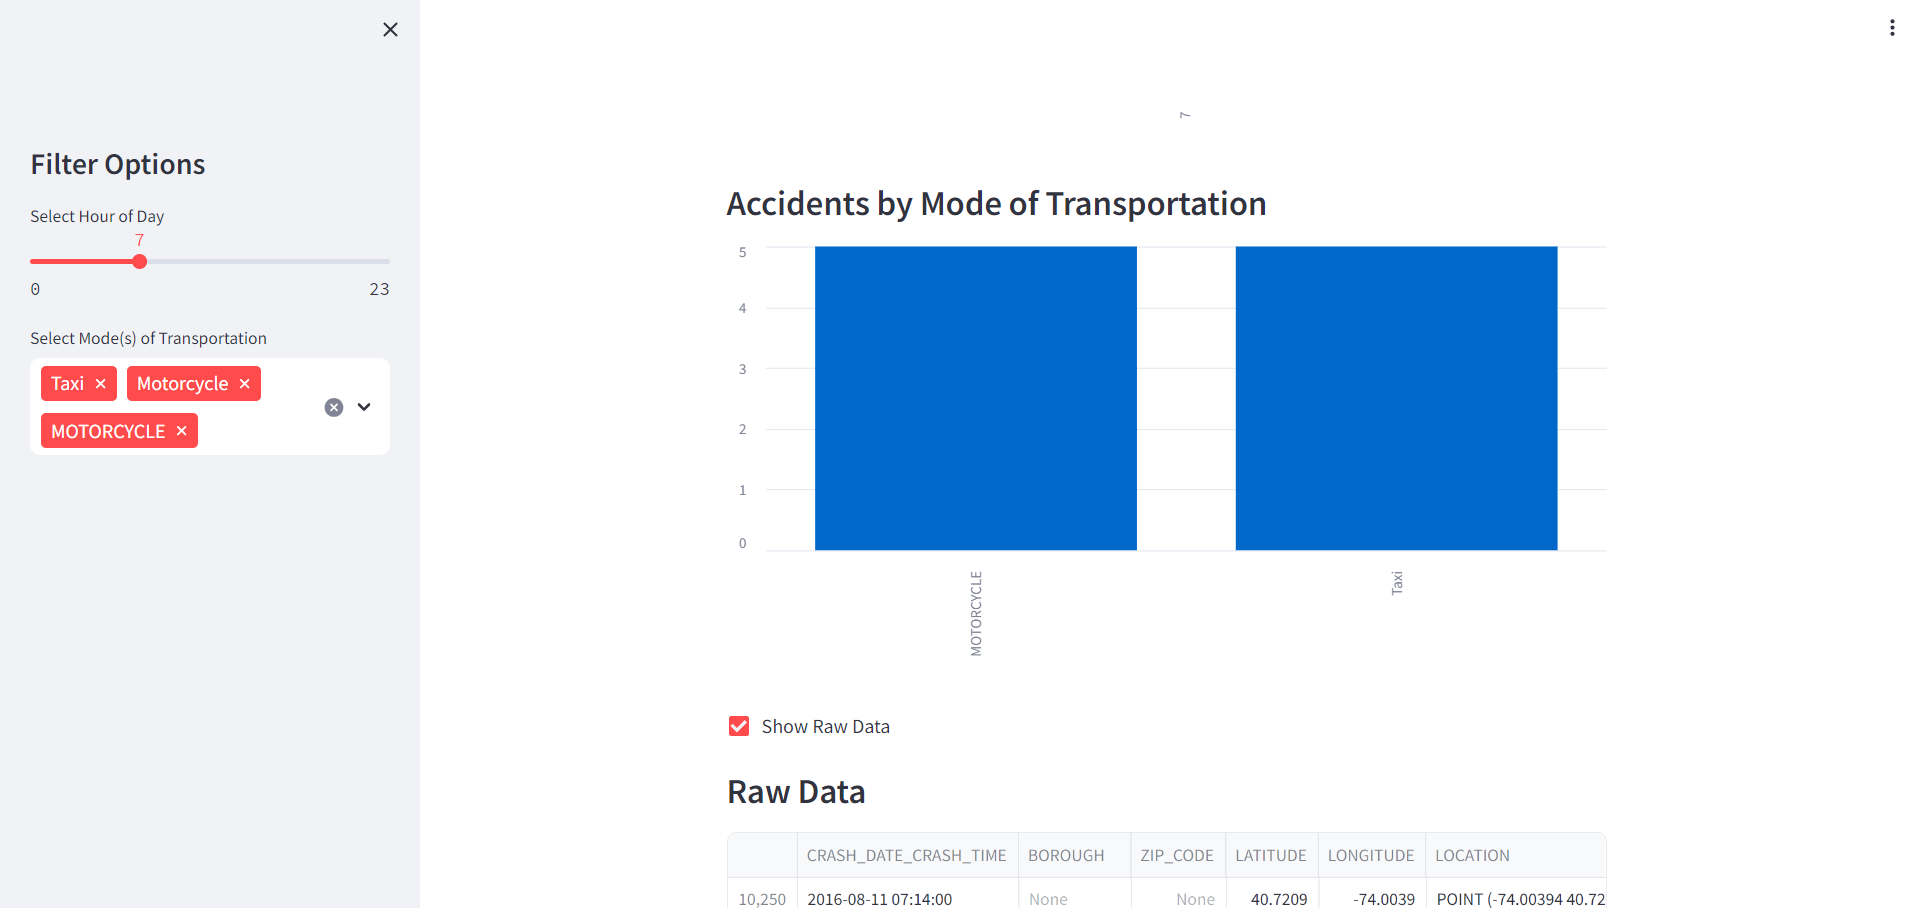 Filter Options
Select Hour of Day
7
0 23
Select Mode(s) of Transportation
Taxi Motorcycle
MOTORCYCLE
7
Accidents by Mode of Transportation
5
4
3
2
1
0
MOTORCYCLE Taxi
Show Raw Data
Raw Data
CRASH_DATE_CRASH_TIME BOROUGH ZIP_CODE LATITUDE LONGITUDE LOCATION
10,250 2016-08-11 07:14:00 None None 40.7209 -74.0039 POINT (-74.00394 40.72